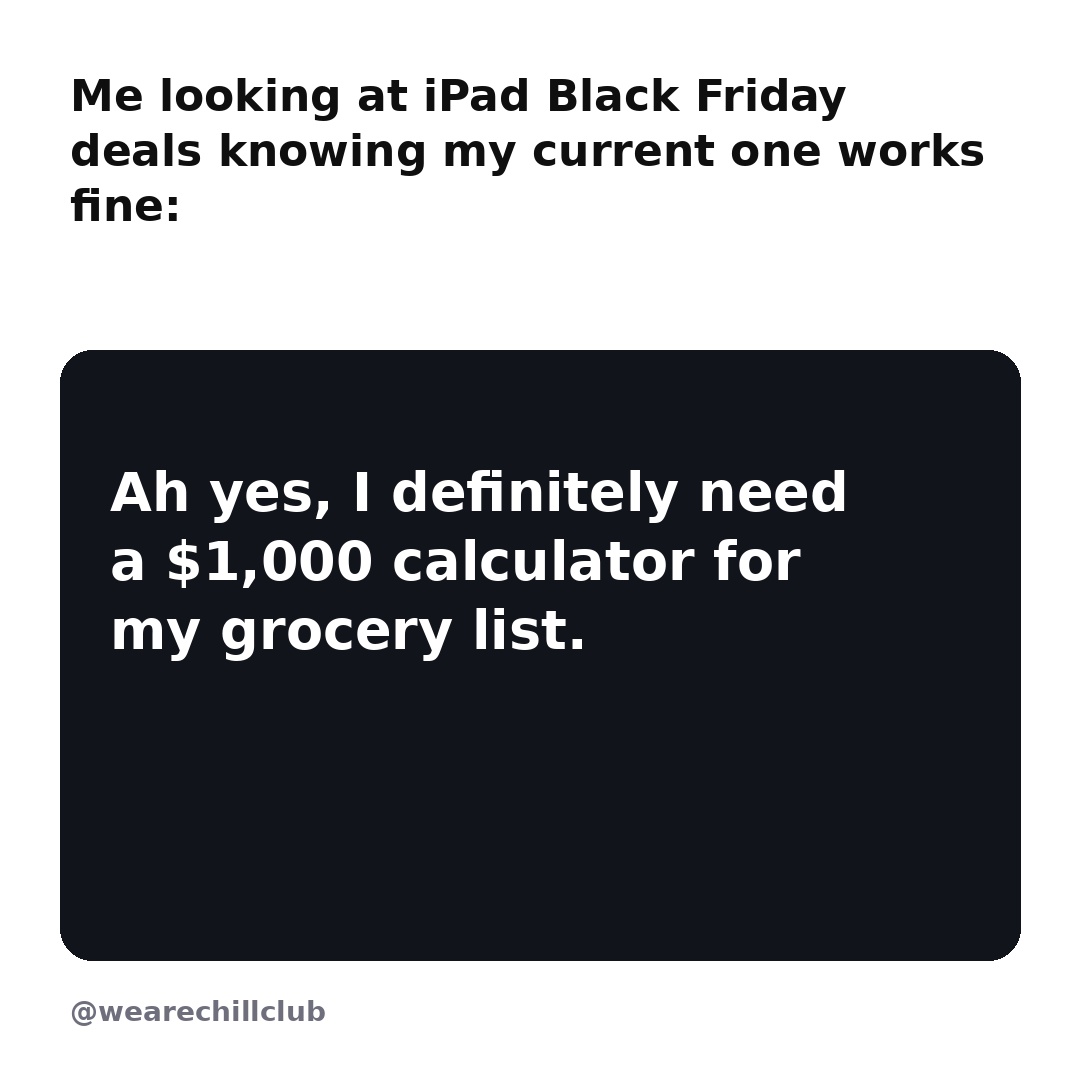 Me looking at iPad Black Friday
deals knowing my current one works
fine:
Ah yes, I definitely need
a $1,000 calculator for
my grocery list.
@wearechillclub